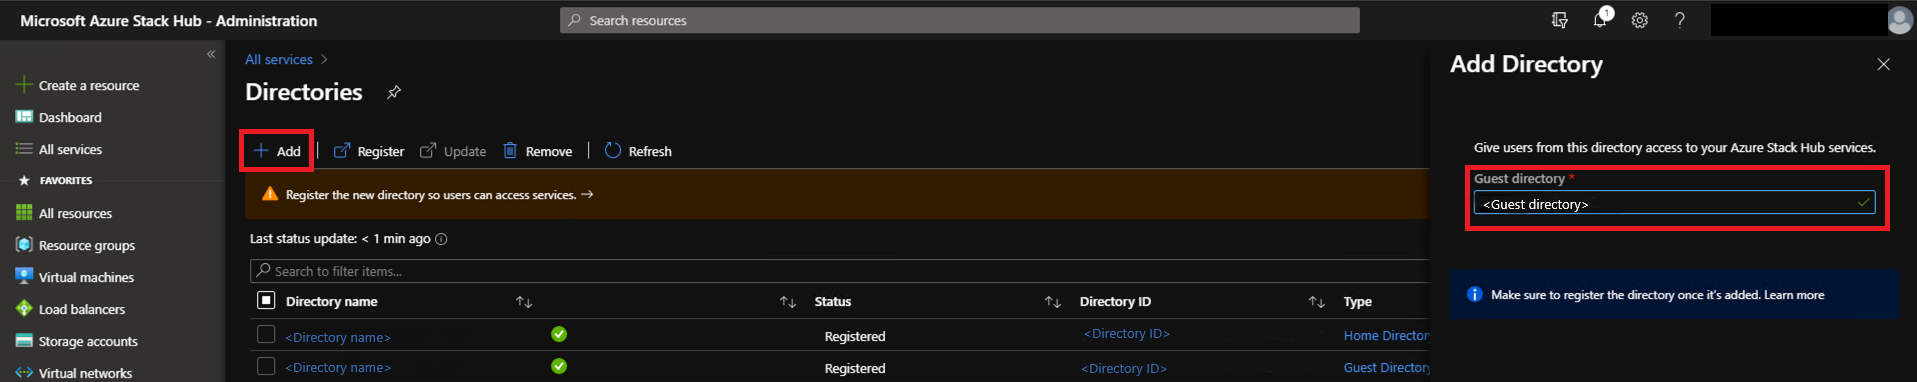 Microsoft Azure Stack Hub - Administration
Search resources
1
«
Create a resource
Dashboard
All services
FAVORITES
All resources
Resource groups
Virtual machines
Load balancers
Storage accounts
Virtual networks
All services >
Directories
+ Add
Register
Update
Remove
Refresh
Register the new directory so users can access services. →
Last status update: < 1 min ago
Search to filter items...
Directory name ↑↓ ↑↓ Status ↑↓ Directory ID ↑↓ Type
<Directory name> Registered <Directory ID> Home Directory
<Directory name> Registered <Directory ID> Guest Directory
Add Directory
Give users from this directory access to your Azure Stack Hub services.
Guest directory *
<Guest directory>
Make sure to register the directory once it's added. Learn more